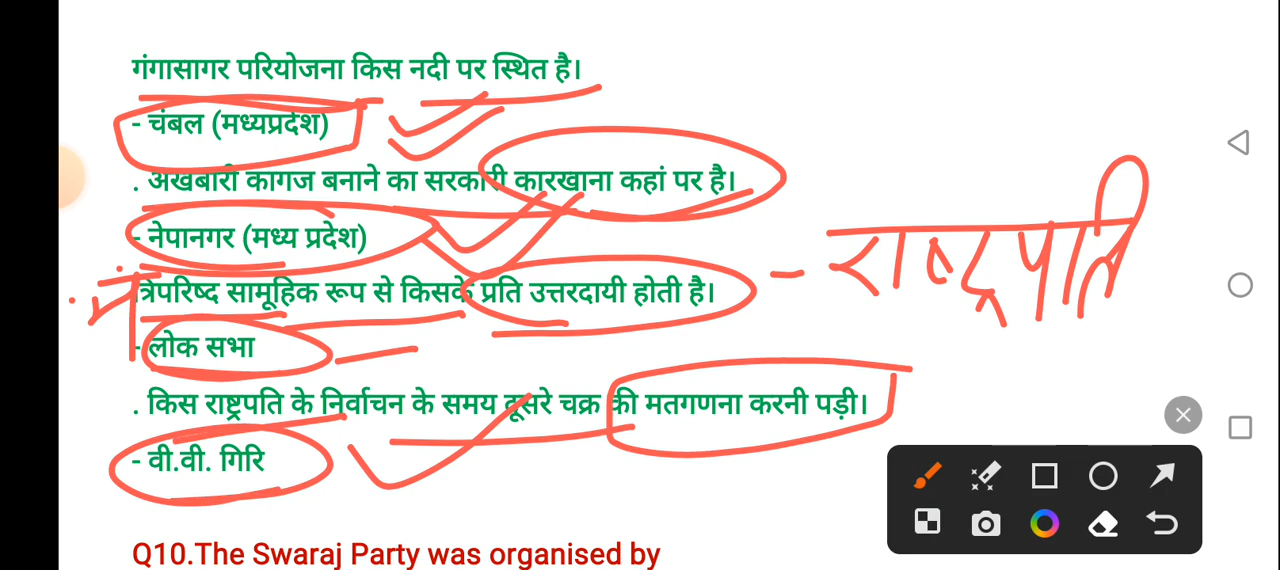 गंगासागर परियोजना किस नदी पर स्थित है।
- चंबल (मध्यप्रदेश)
. अखबारी कागज बनाने का सरकारी कारखाना कहां पर है।
- नेपानगर (मध्य प्रदेश)
मंत्रिपरिष्द सामूहिक रूप से किसके प्रति उत्तरदायी होती है। - राष्ट्रपति
- लोक सभा
. किस राष्ट्रपति के निर्वाचन के समय दूसरे चक्र की मतगणना करनी पड़ी।
- वी.वी. गिरि
Q10.The Swaraj Party was organised by